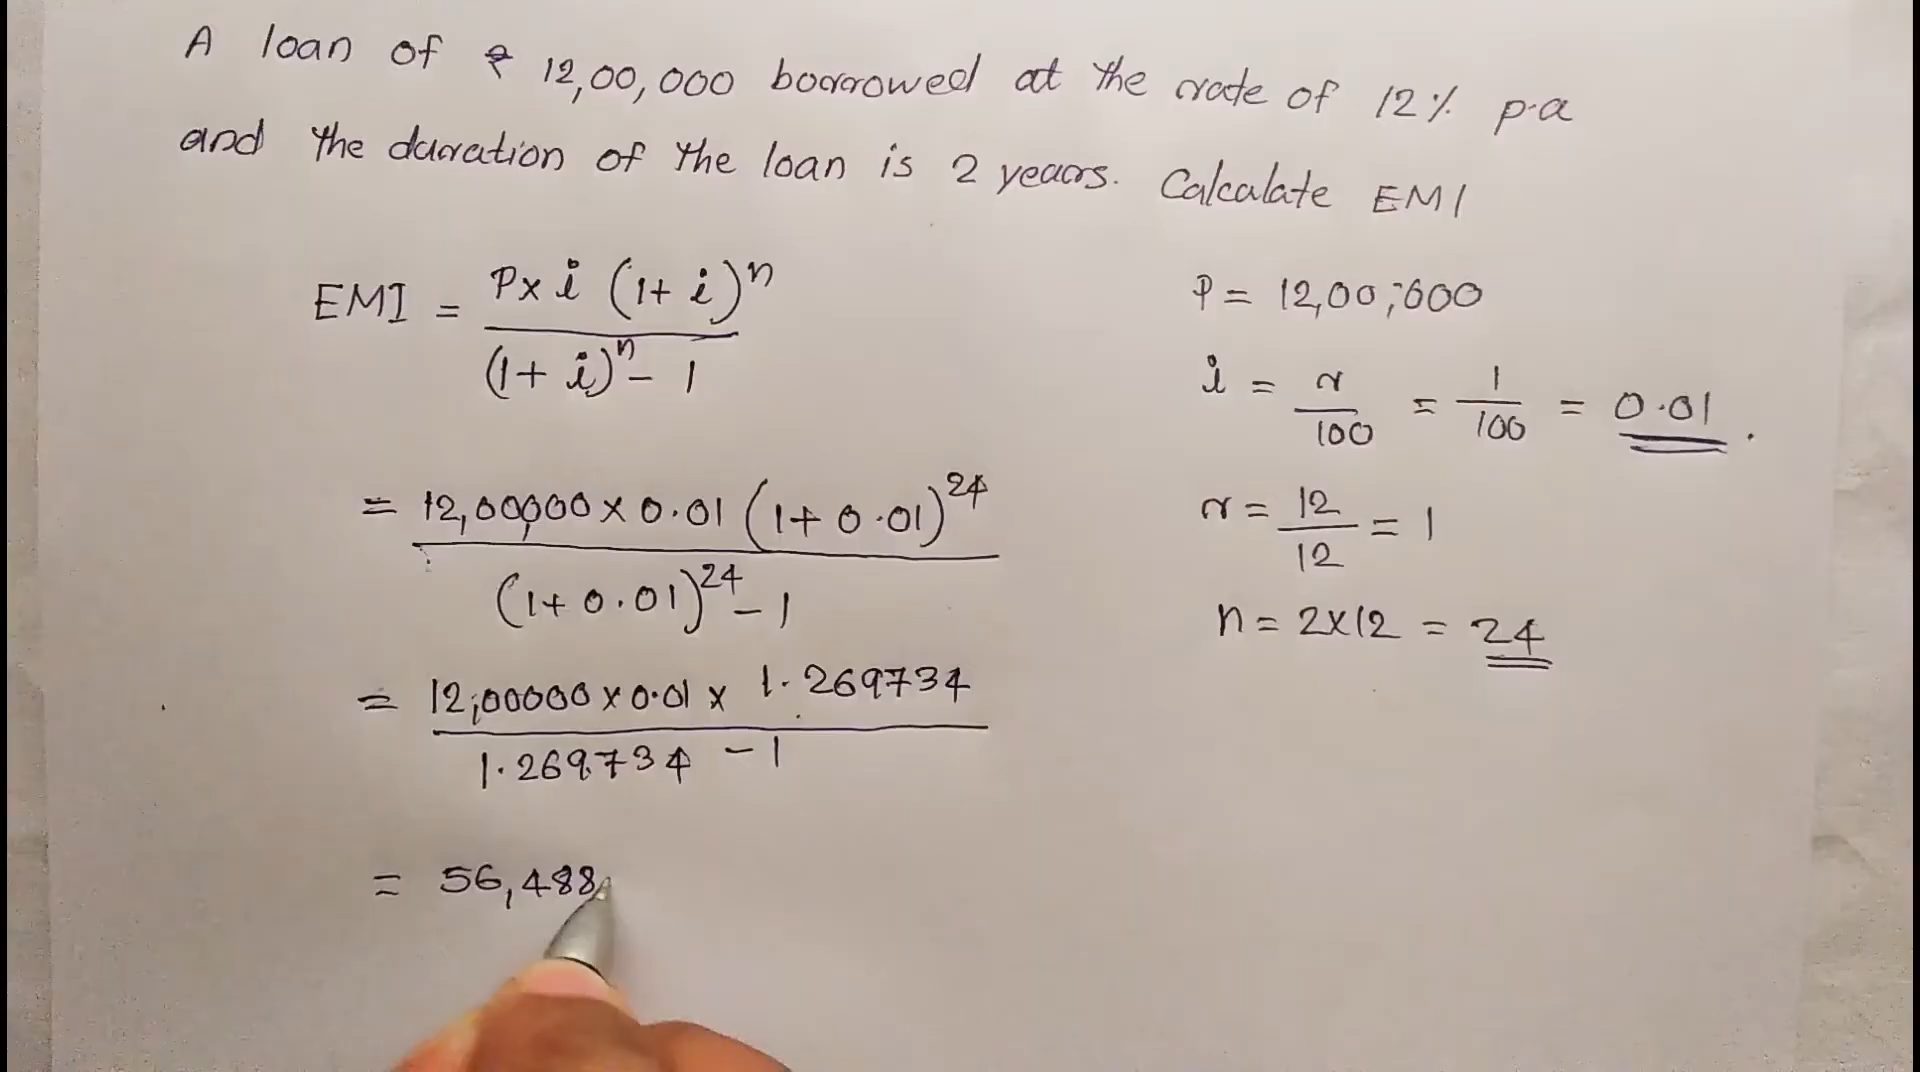 A loan of ₹ 12,00,000 borrowed at the rate of 12% p.a
and the duration of the loan is 2 years. Calculate EMI
EMI = P x i (1+ i)^n / (1+ i)^n - 1
= 12,00,000 x 0.01 (1+ 0.01)^24 / (1+ 0.01)^24 - 1
= 12,00000 x 0.01 x 1.269734 / 1.269734 - 1
= 56,488
P = 12,00,000
i = r/100 = 1/100 = 0.01.
r = 12/12 = 1
n = 2x12 = 24